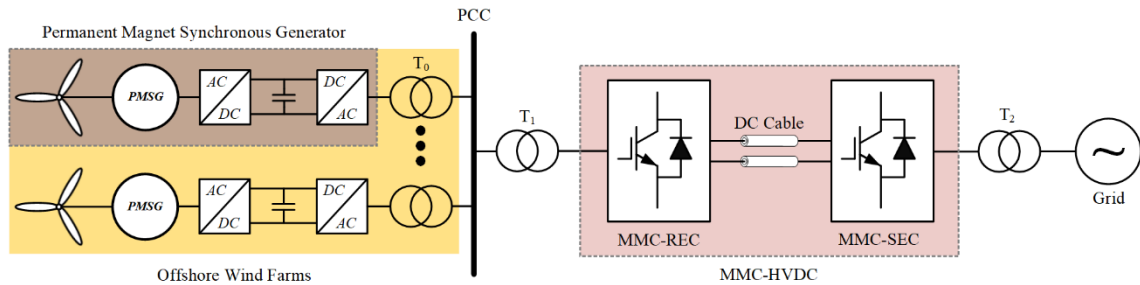 PCC
Permanent Magnet Synchronous Generator
PMSG
AC
DC
DC
AC
T0
T1
DC Cable
T2
PMSG
AC
DC
DC
AC
Grid
MMC-REC
MMC-SEC
Offshore Wind Farms
MMC-HVDC